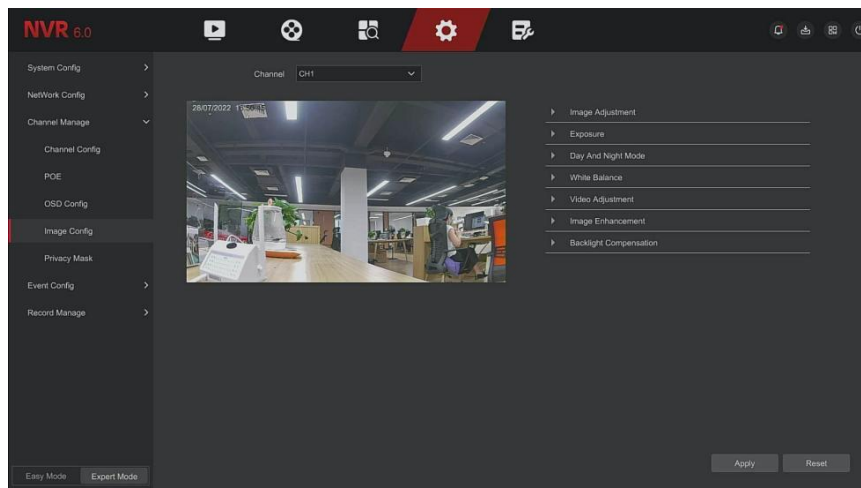 NVR 6.0
System Config
NetWork Config
Channel Manage
Channel Config
POE
OSD Config
Image Config
Privacy Mask
Event Config
Record Manage
Easy Mode Expert Mode
Channel CH1
28/07/2022
Image Adjustment
Exposure
Day And Night Mode
White Balance
Video Adjustment
Image Enhancement
Backlight Compensation
Apply Reset